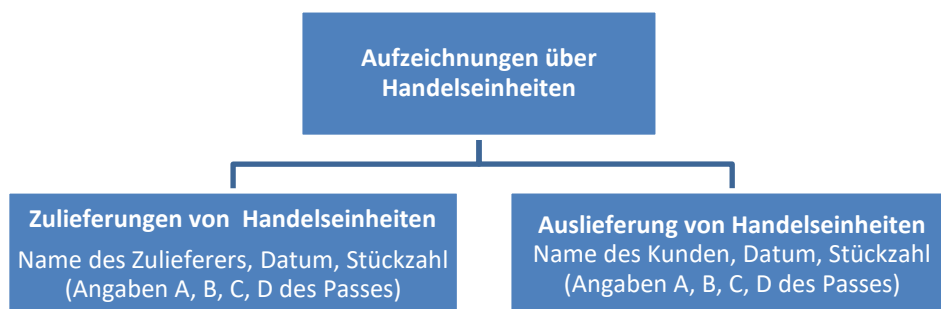 Aufzeichnungen über
Handelseinheiten
Zulieferungen von  Handelseinheiten
Name des Zulieferers, Datum, Stückzahl
(Angaben A, B, C, D des Passes)
Auslieferung von Handelseinheiten
Name des Kunden, Datum, Stückzahl
(Angaben A, B, C, D des Passes)